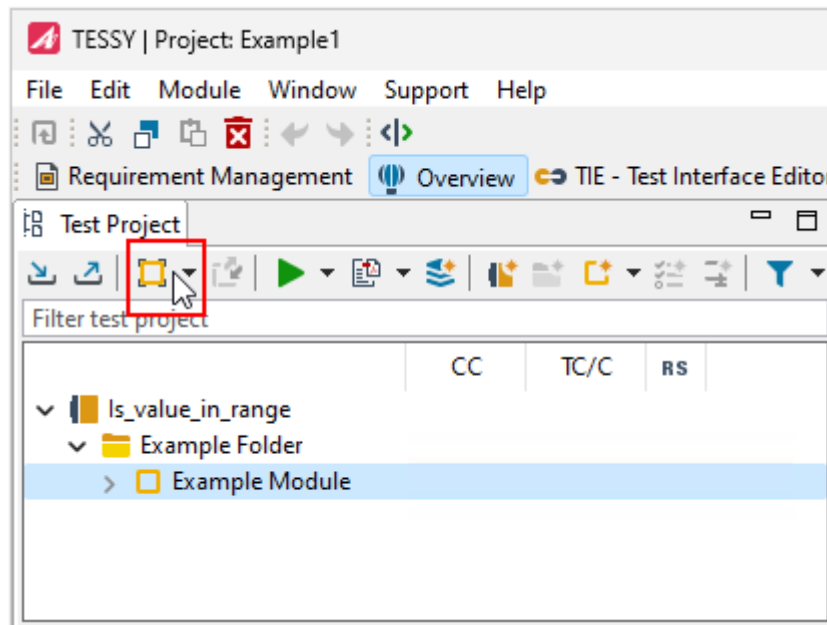 TESSY | Project: Example1
File Edit Module Window Support Help
Requirement Management Overview TIE - Test Interface Editor
Test Project
Filter test project
CC TC/C RS
Is_value_in_range
Example Folder
Example Module